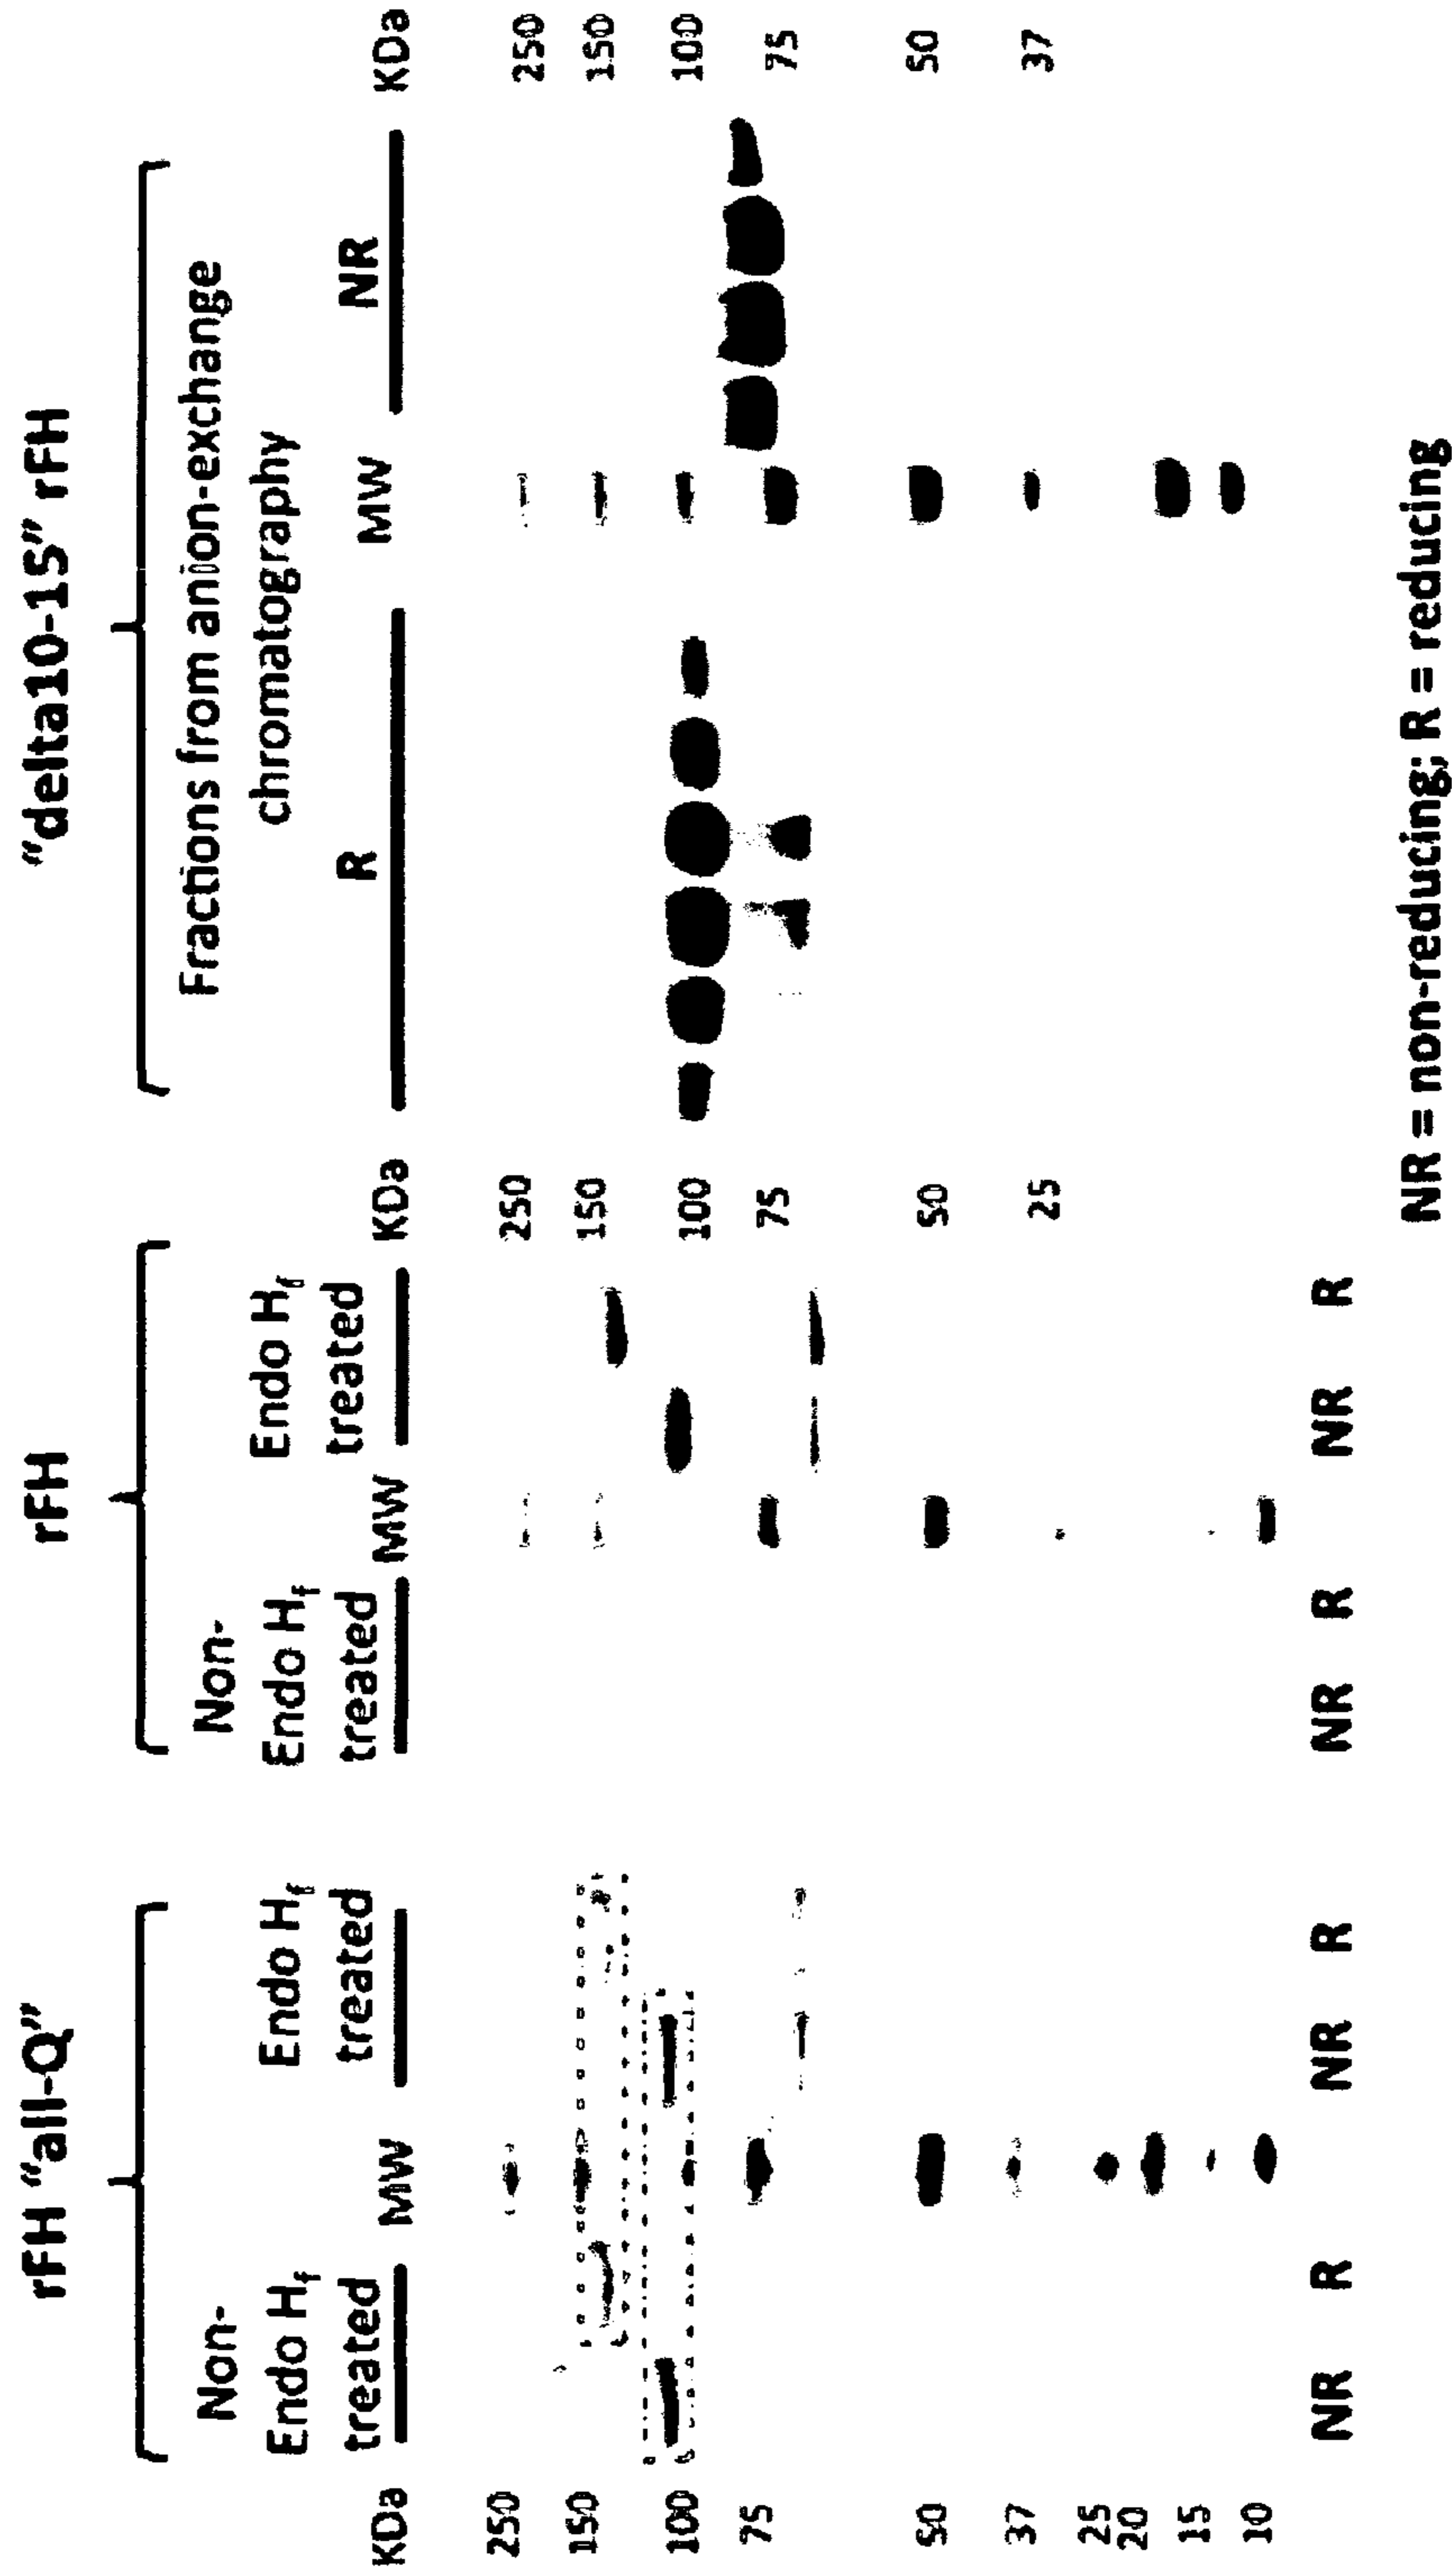 rFH "all-Q"
Non-
Endo Hf
treated
MW
Endo Hf
treated
KDa
250
150
100
75
50
37
25
20
15
10
NR R NR R
rFH
Non-
Endo Hf
treated
MW
Endo Hf
treated
KDa
250
150
100
75
50
25
NR R NR R
"delta10-15" rFH
Fractions from anion-exchange
chromatography
R MW NR
KDa
250
150
100
75
50
37
NR = non-reducing; R = reducing